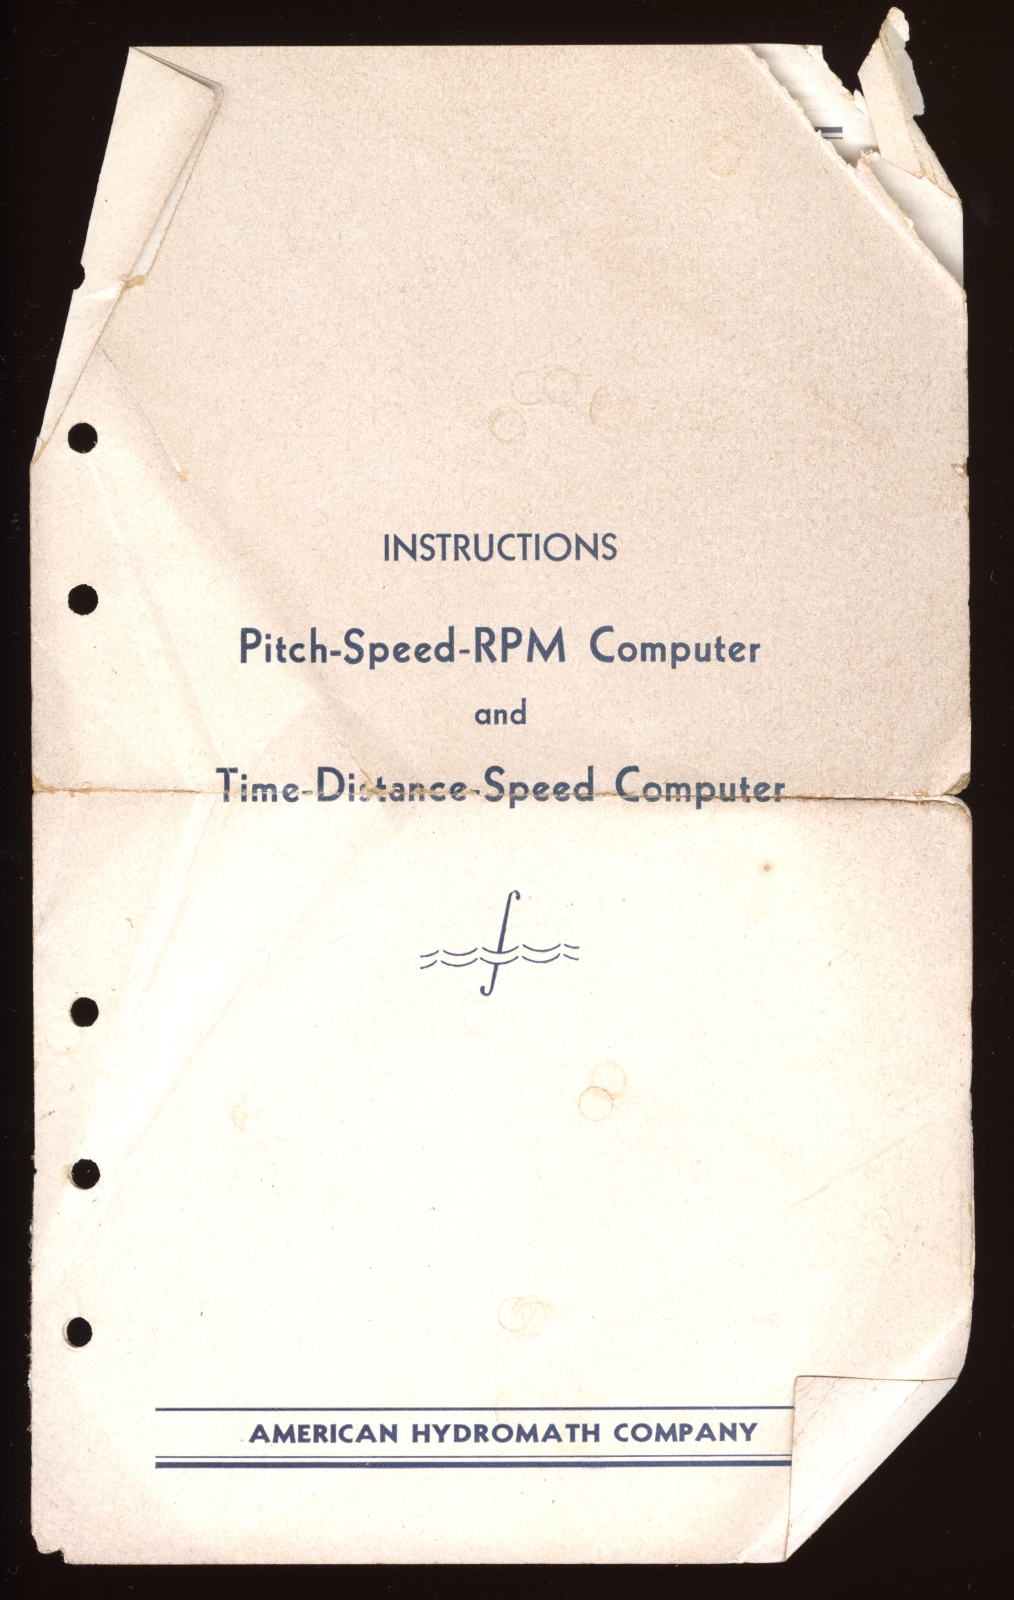 INSTRUCTIONS
Pitch-Speed-RPM Computer
and
Time-Distance-Speed Computer
AMERICAN HYDROMATH COMPANY